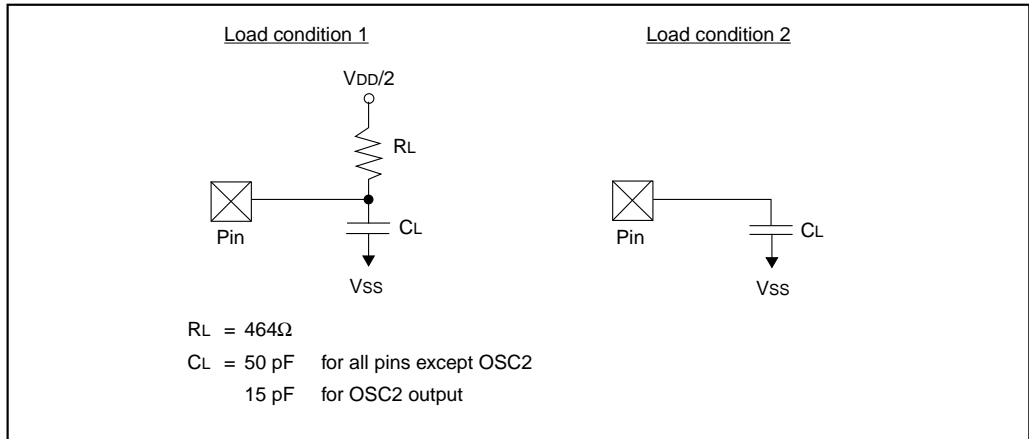 Load condition 1
VDD/2
RL
CL
Pin
VSS
Load condition 2
CL
Pin
VSS
RL = 464Ω
CL = 50 pF for all pins except OSC2
15 pF for OSC2 output